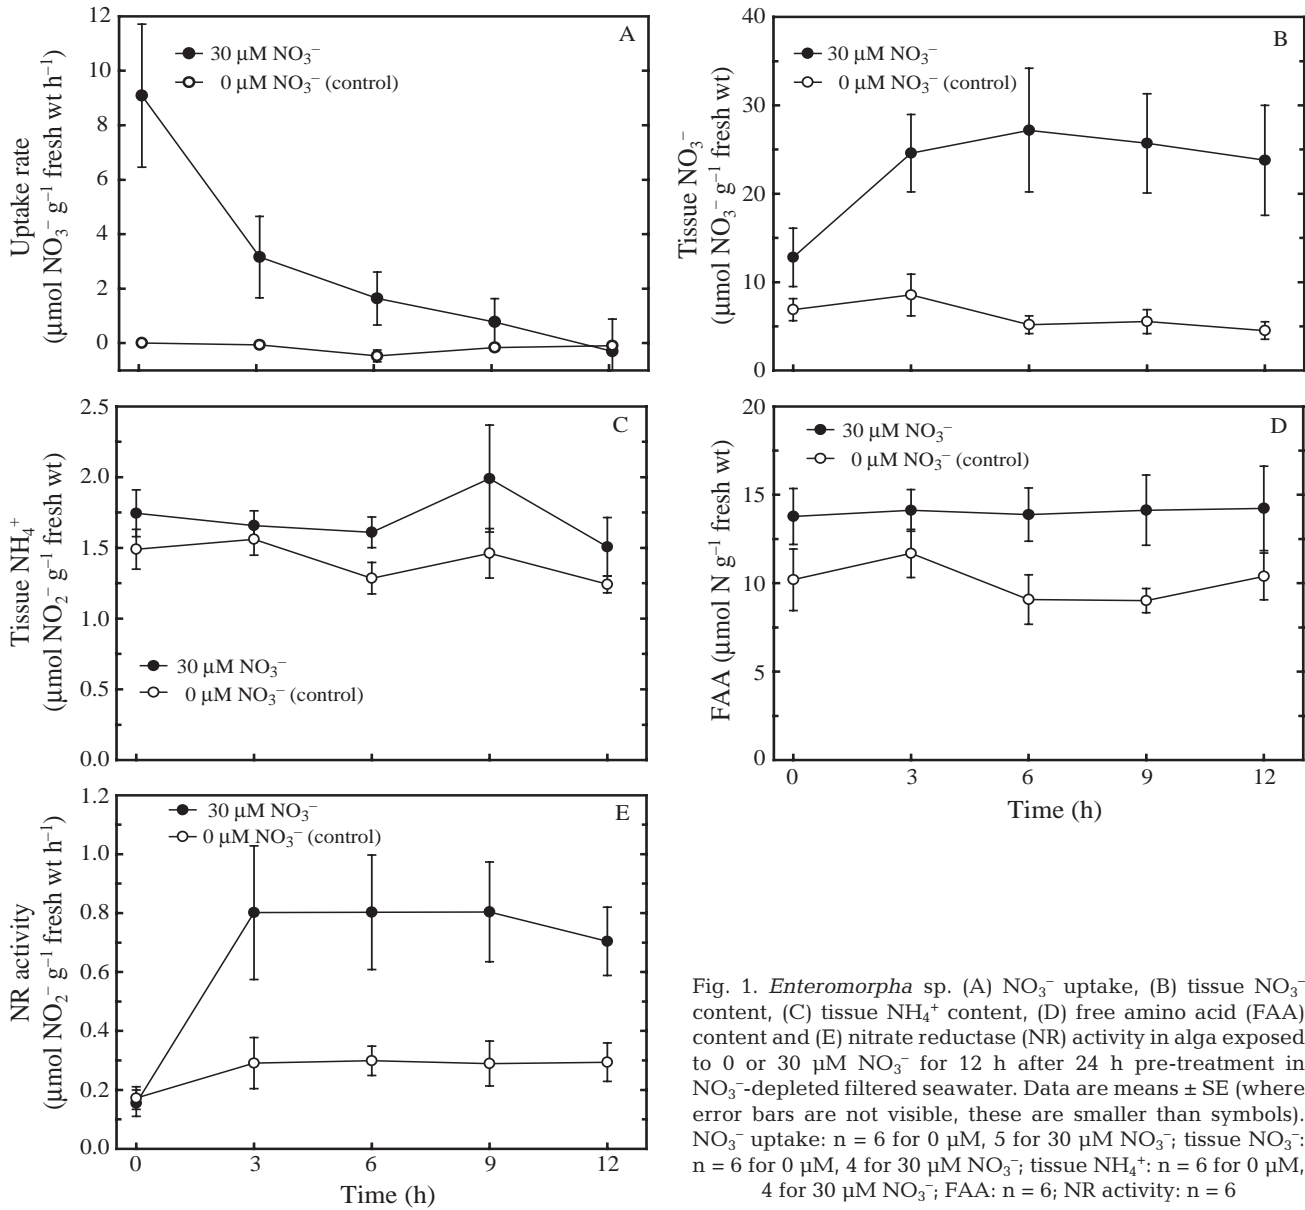 A
30 μM NO₃⁻
0 μM NO₃⁻ (control)
Uptake rate
(μmol NO₃⁻ g⁻¹ fresh wt h⁻¹)
12
10
8
6
4
2
0
B
30 μM NO₃⁻
0 μM NO₃⁻ (control)
Tissue NO₃⁻
(μmol NO₃⁻ g⁻¹ fresh wt)
40
30
20
10
0
C
30 μM NO₃⁻
0 μM NO₃⁻ (control)
Tissue NH₄⁺
(μmol NO₂⁻ g⁻¹ fresh wt)
2.5
2.0
1.5
1.0
0.5
0.0
D
30 μM NO₃⁻
0 μM NO₃⁻ (control)
FAA (μmol N g⁻¹ fresh wt)
20
15
10
5
0
0 3 6 9 12
Time (h)
E
30 μM NO₃⁻
0 μM NO₃⁻ (control)
NR activity
(μmol NO₂⁻ g⁻¹ fresh wt h⁻¹)
1.2
1.0
0.8
0.6
0.4
0.2
0.0
0 3 6 9 12
Time (h)
Fig. 1. Enteromorpha sp. (A) NO₃⁻ uptake, (B) tissue NO₃⁻
content, (C) tissue NH₄⁺ content, (D) free amino acid (FAA)
content and (E) nitrate reductase (NR) activity in alga exposed
to 0 or 30 μM NO₃⁻ for 12 h after 24 h pre-treatment in
NO₃⁻-depleted filtered seawater. Data are means ± SE (where
error bars are not visible, these are smaller than symbols).
NO₃⁻ uptake: n = 6 for 0 μM, 5 for 30 μM NO₃⁻; tissue NO₃⁻:
n = 6 for 0 μM, 4 for 30 μM NO₃⁻; tissue NH₄⁺: n = 6 for 0 μM,
4 for 30 μM NO₃⁻; FAA: n = 6; NR activity: n = 6